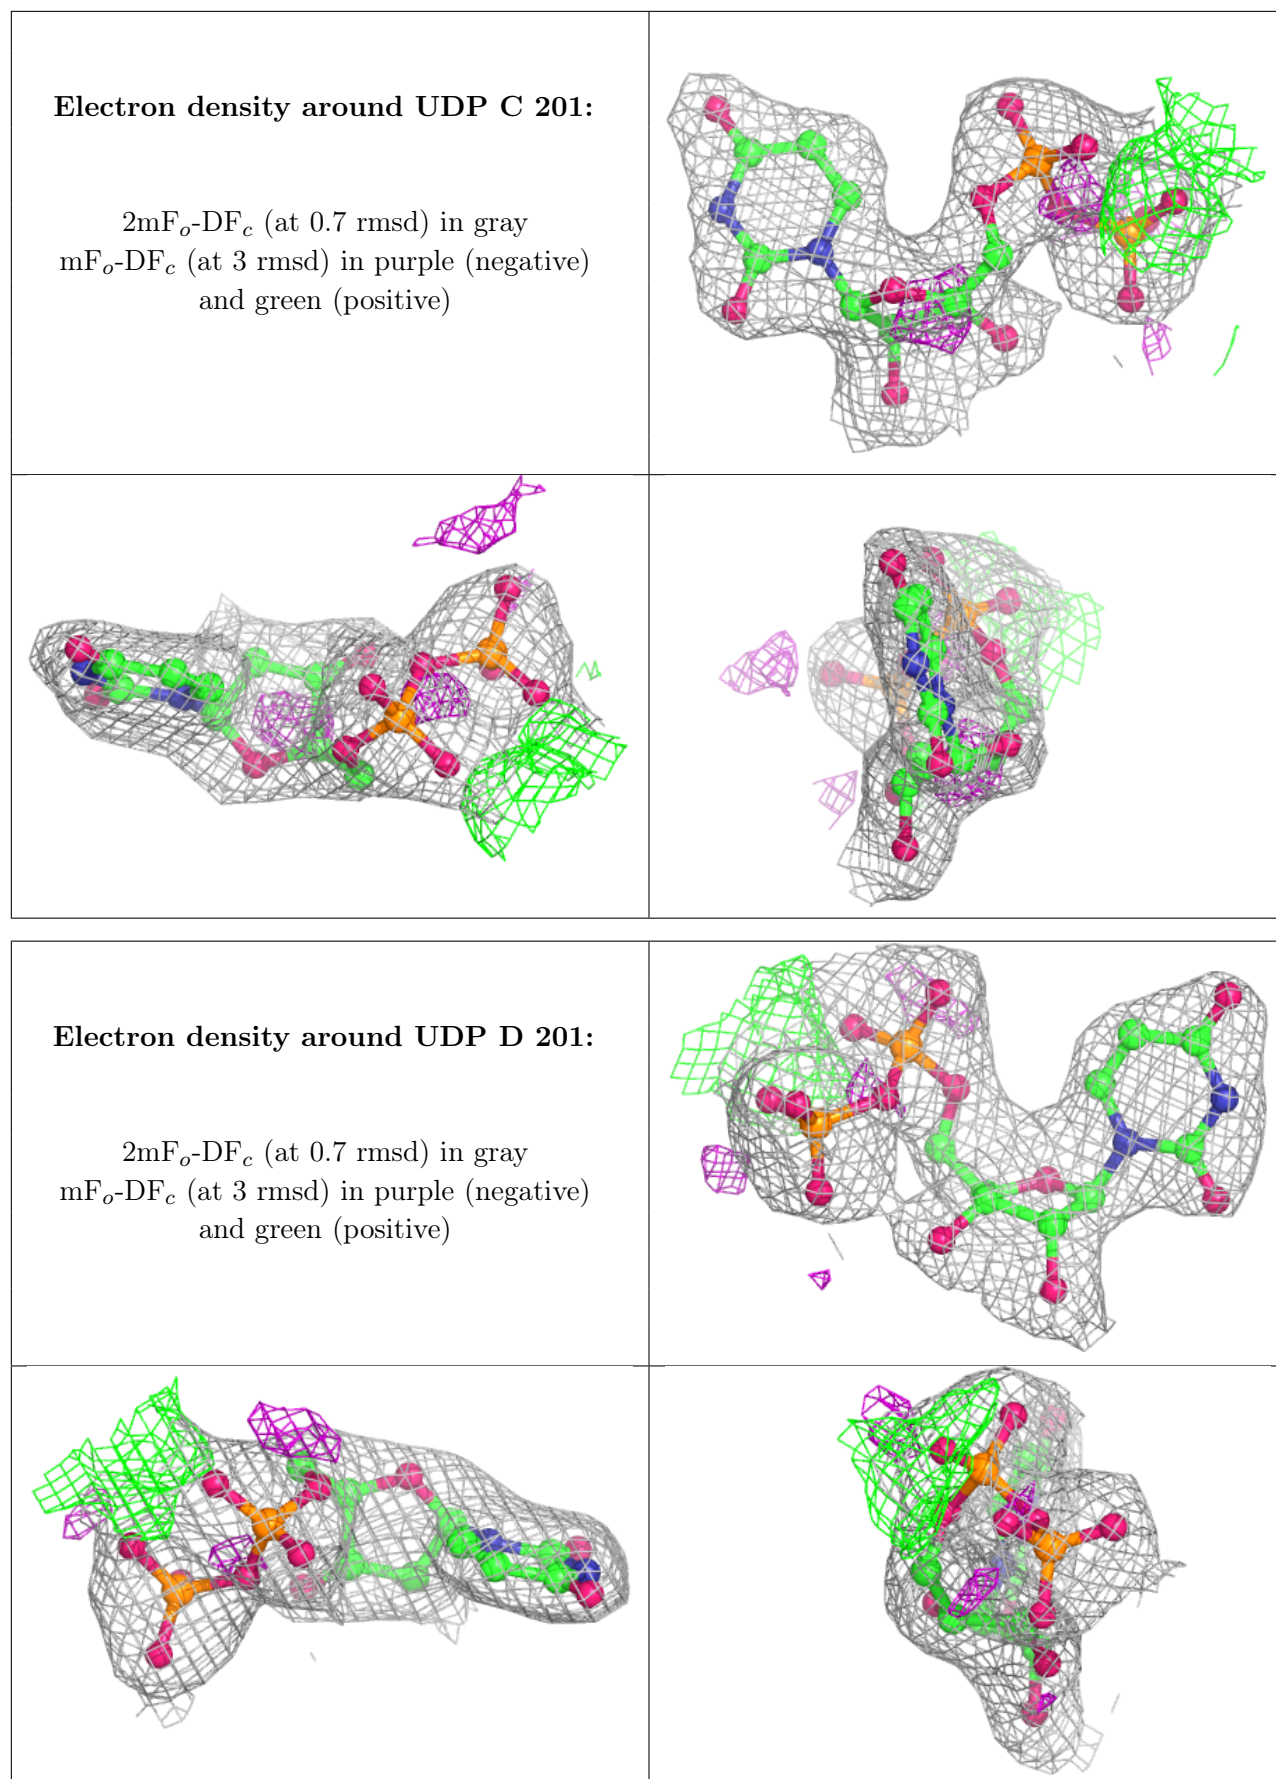 Electron density around UDP C 201:
2mFₒ-DF𝒸 (at 0.7 rmsd) in gray
mFₒ-DF𝒸 (at 3 rmsd) in purple (negative)
and green (positive)
Electron density around UDP D 201:
2mFₒ-DF𝒸 (at 0.7 rmsd) in gray
mFₒ-DF𝒸 (at 3 rmsd) in purple (negative)
and green (positive)